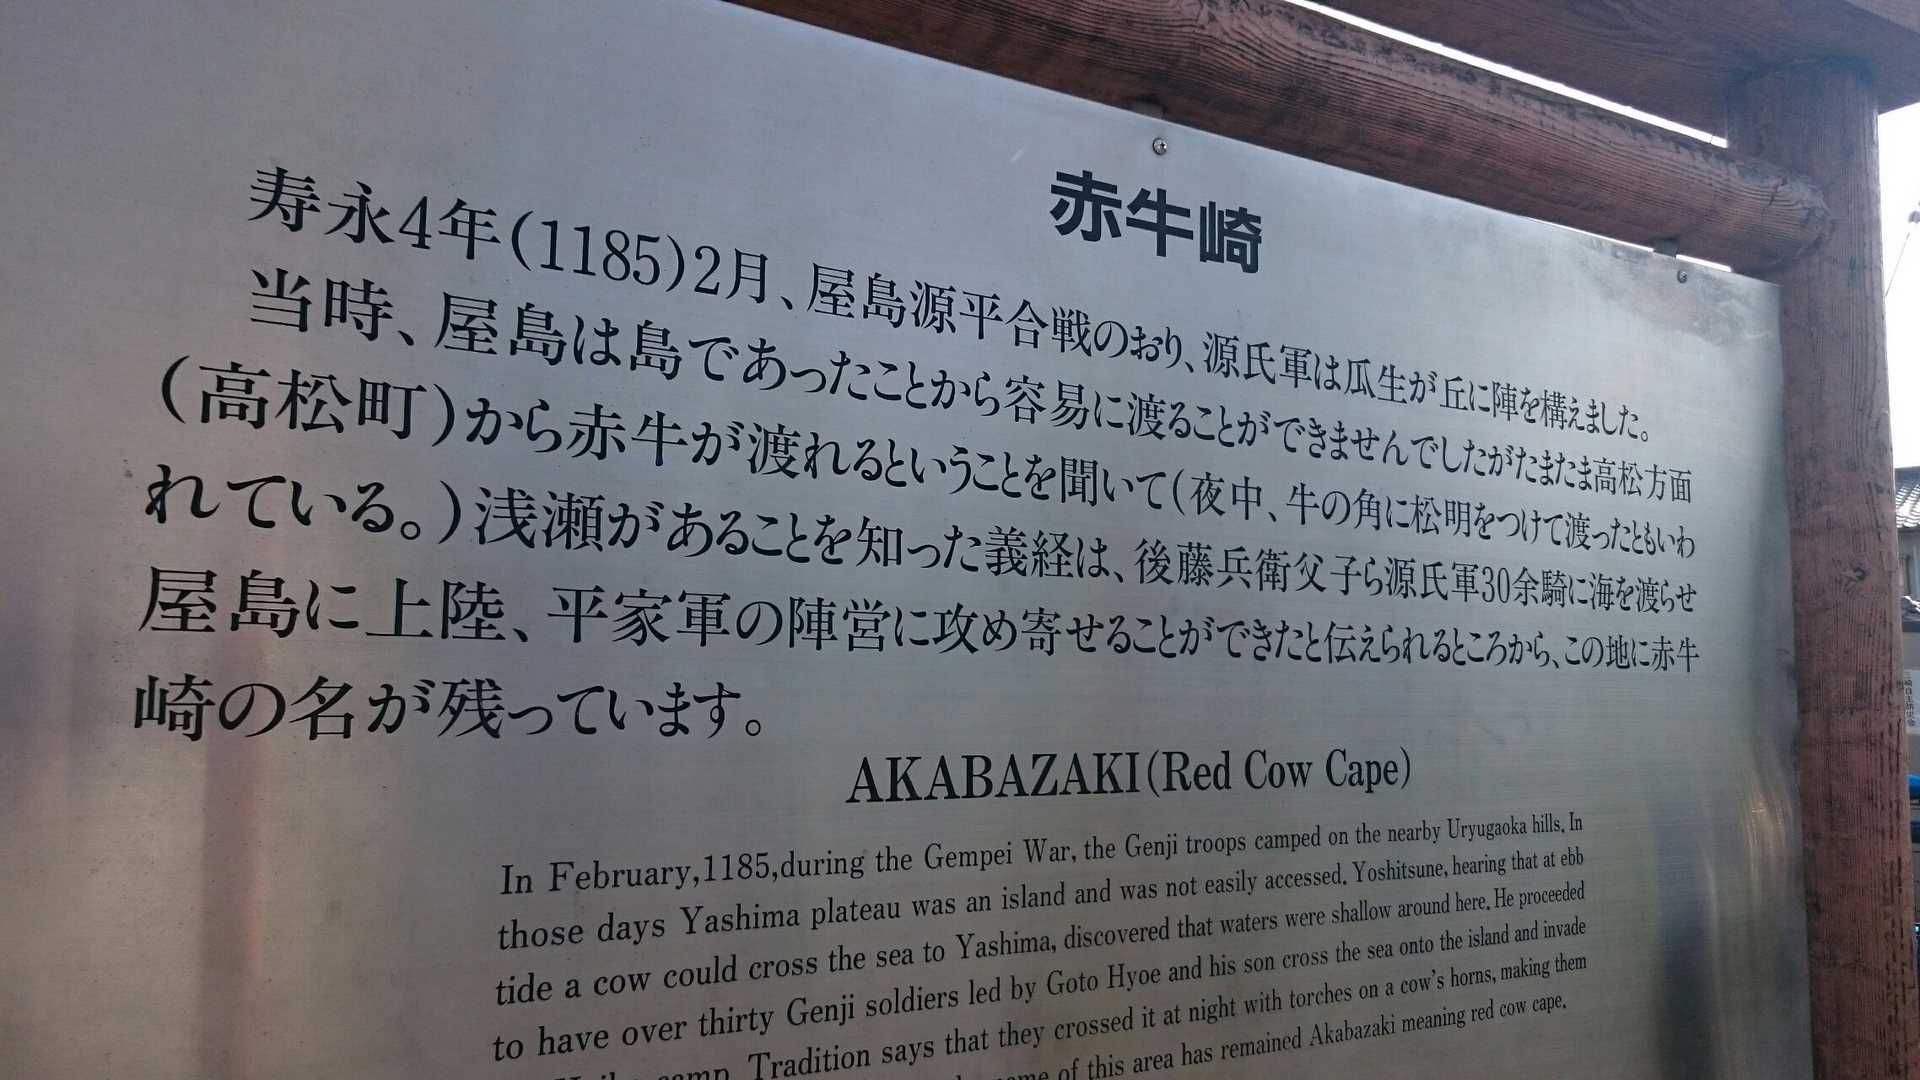 赤牛崎
寿永4年(1185)2月、屋島源平合戦のおり、源氏軍は瓜生が丘に陣を構えました。
当時、屋島は島であったことから容易に渡ることができませんでしたがたまたま高松方面
(高松町)から赤牛が渡れるということを聞いて(夜中、牛の角に松明をつけて渡ったともいわ
れている。)浅瀬があることを知った義経は、後藤兵衛父子ら源氏軍30余騎に海を渡らせ
屋島に上陸、平家軍の陣営に攻め寄せることができたと伝えられるところから、この地に赤牛
崎の名が残っています。
AKABAZAKI(Red Cow Cape)
In February,1185,during the Gempei War, the Genji troops camped on the nearby Uryugaoka hills. In
those days Yashima plateau was an island and was not easily accessed. Yoshitsune, hearing that at ebb
tide a cow could cross the sea to Yashima, discovered that waters were shallow around here. He proceeded
to have over thirty Genji soldiers led by Goto Hyoe and his son cross the sea onto the island and invade
camp. Tradition says that they crossed it at night with torches on a cow's horns, making them
name of this area has remained Akabazaki meaning red cow cape.